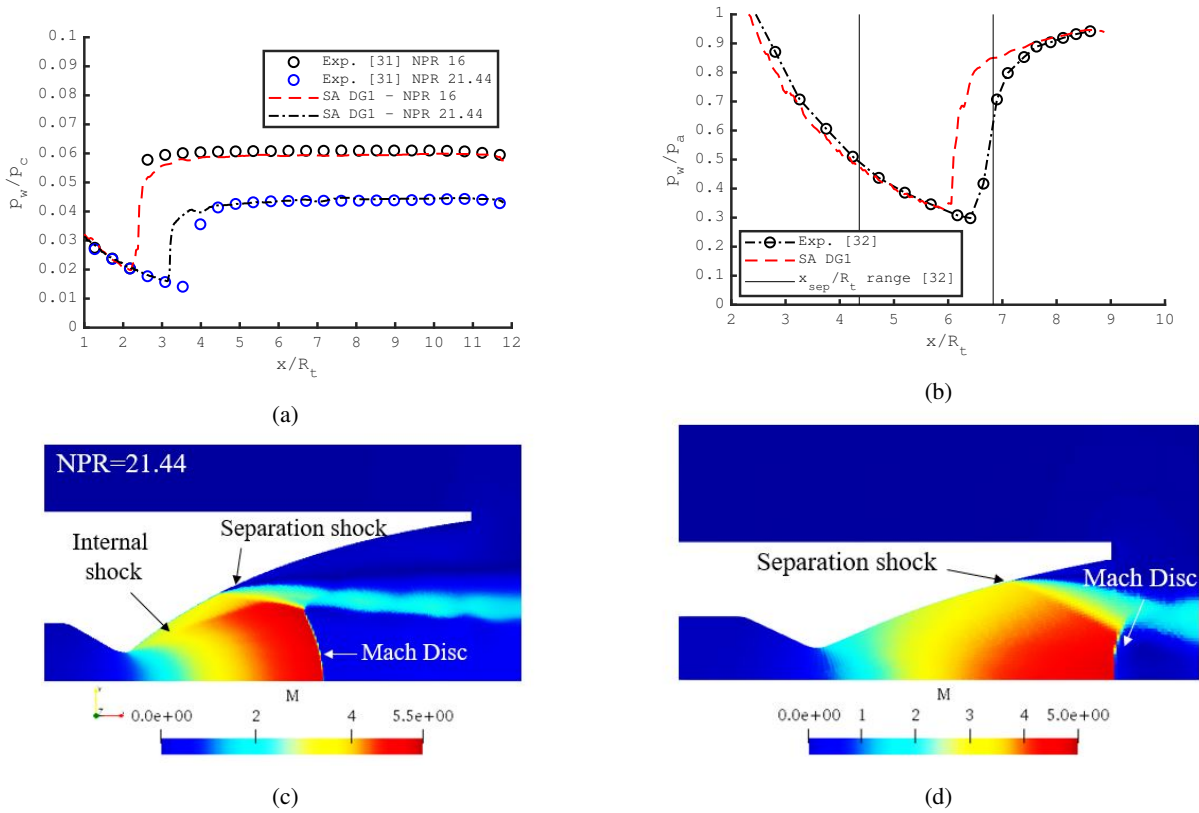 0.1
0.09
0.08
0.07
0.06
0.05
0.04
0.03
0.02
0.01
0
p_w/p_c
Exp. [31] NPR 16
Exp. [31] NPR 21.44
SA DG1 - NPR 16
SA DG1 - NPR 21.44
1 2 3 4 5 6 7 8 9 10 11 12
x/R_t
(a)
1
0.9
0.8
0.7
0.6
0.5
0.4
0.3
0.2
0.1
0
p_w/p_a
Exp. [32]
SA DG1
x_sep/R_t range [32]
2 3 4 5 6 7 8 9 10
x/R_t
(b)
NPR=21.44
Separation shock
Internal
shock
Mach Disc
M
0.0e+00 2 4 5.5e+00
(c)
Separation shock
Mach Disc
M
0.0e+00 1 2 3 4 5.0e+00
(d)